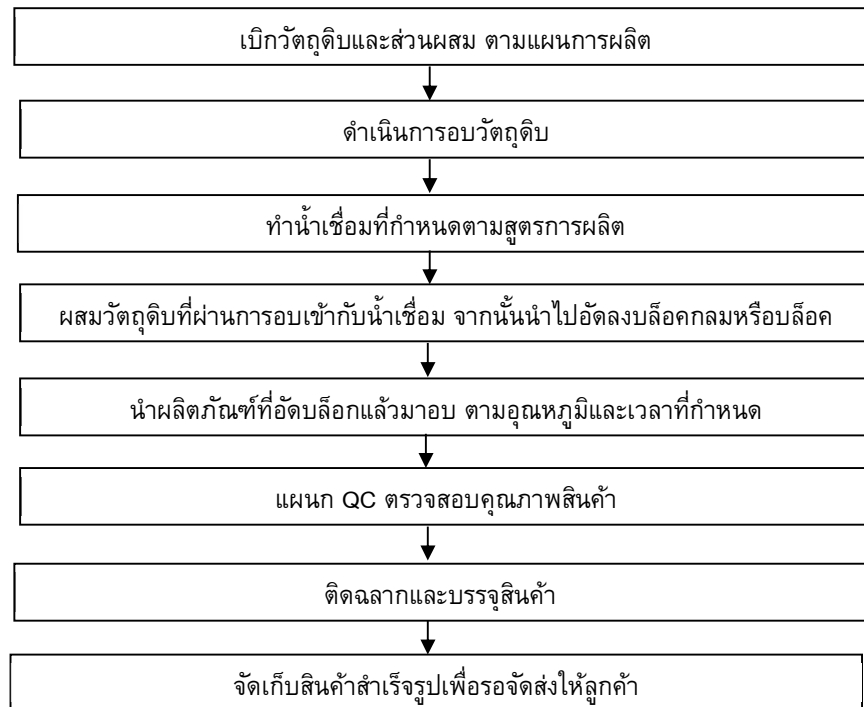 เบิกวัตถุดิบและส่วนผสม ตามแผนการผลิต
ดำเนินการอบวัตถุดิบ
ทำน้ำเชื่อมที่กำหนดตามสูตรการผลิต
ผสมวัตถุดิบที่ผ่านการอบเข้ากับน้ำเชื่อม จากนั้นนำไปอัดลงบล็อคกลมหรือบล็อค
นำผลิตภัณฑ์ที่อัดบล็อกแล้วมาอบ ตามอุณหภูมิและเวลาที่กำหนด
แผนก QC ตรวจสอบคุณภาพสินค้า
ติดฉลากและบรรจุสินค้า
จัดเก็บสินค้าสำเร็จรูปเพื่อรอจัดส่งให้ลูกค้า